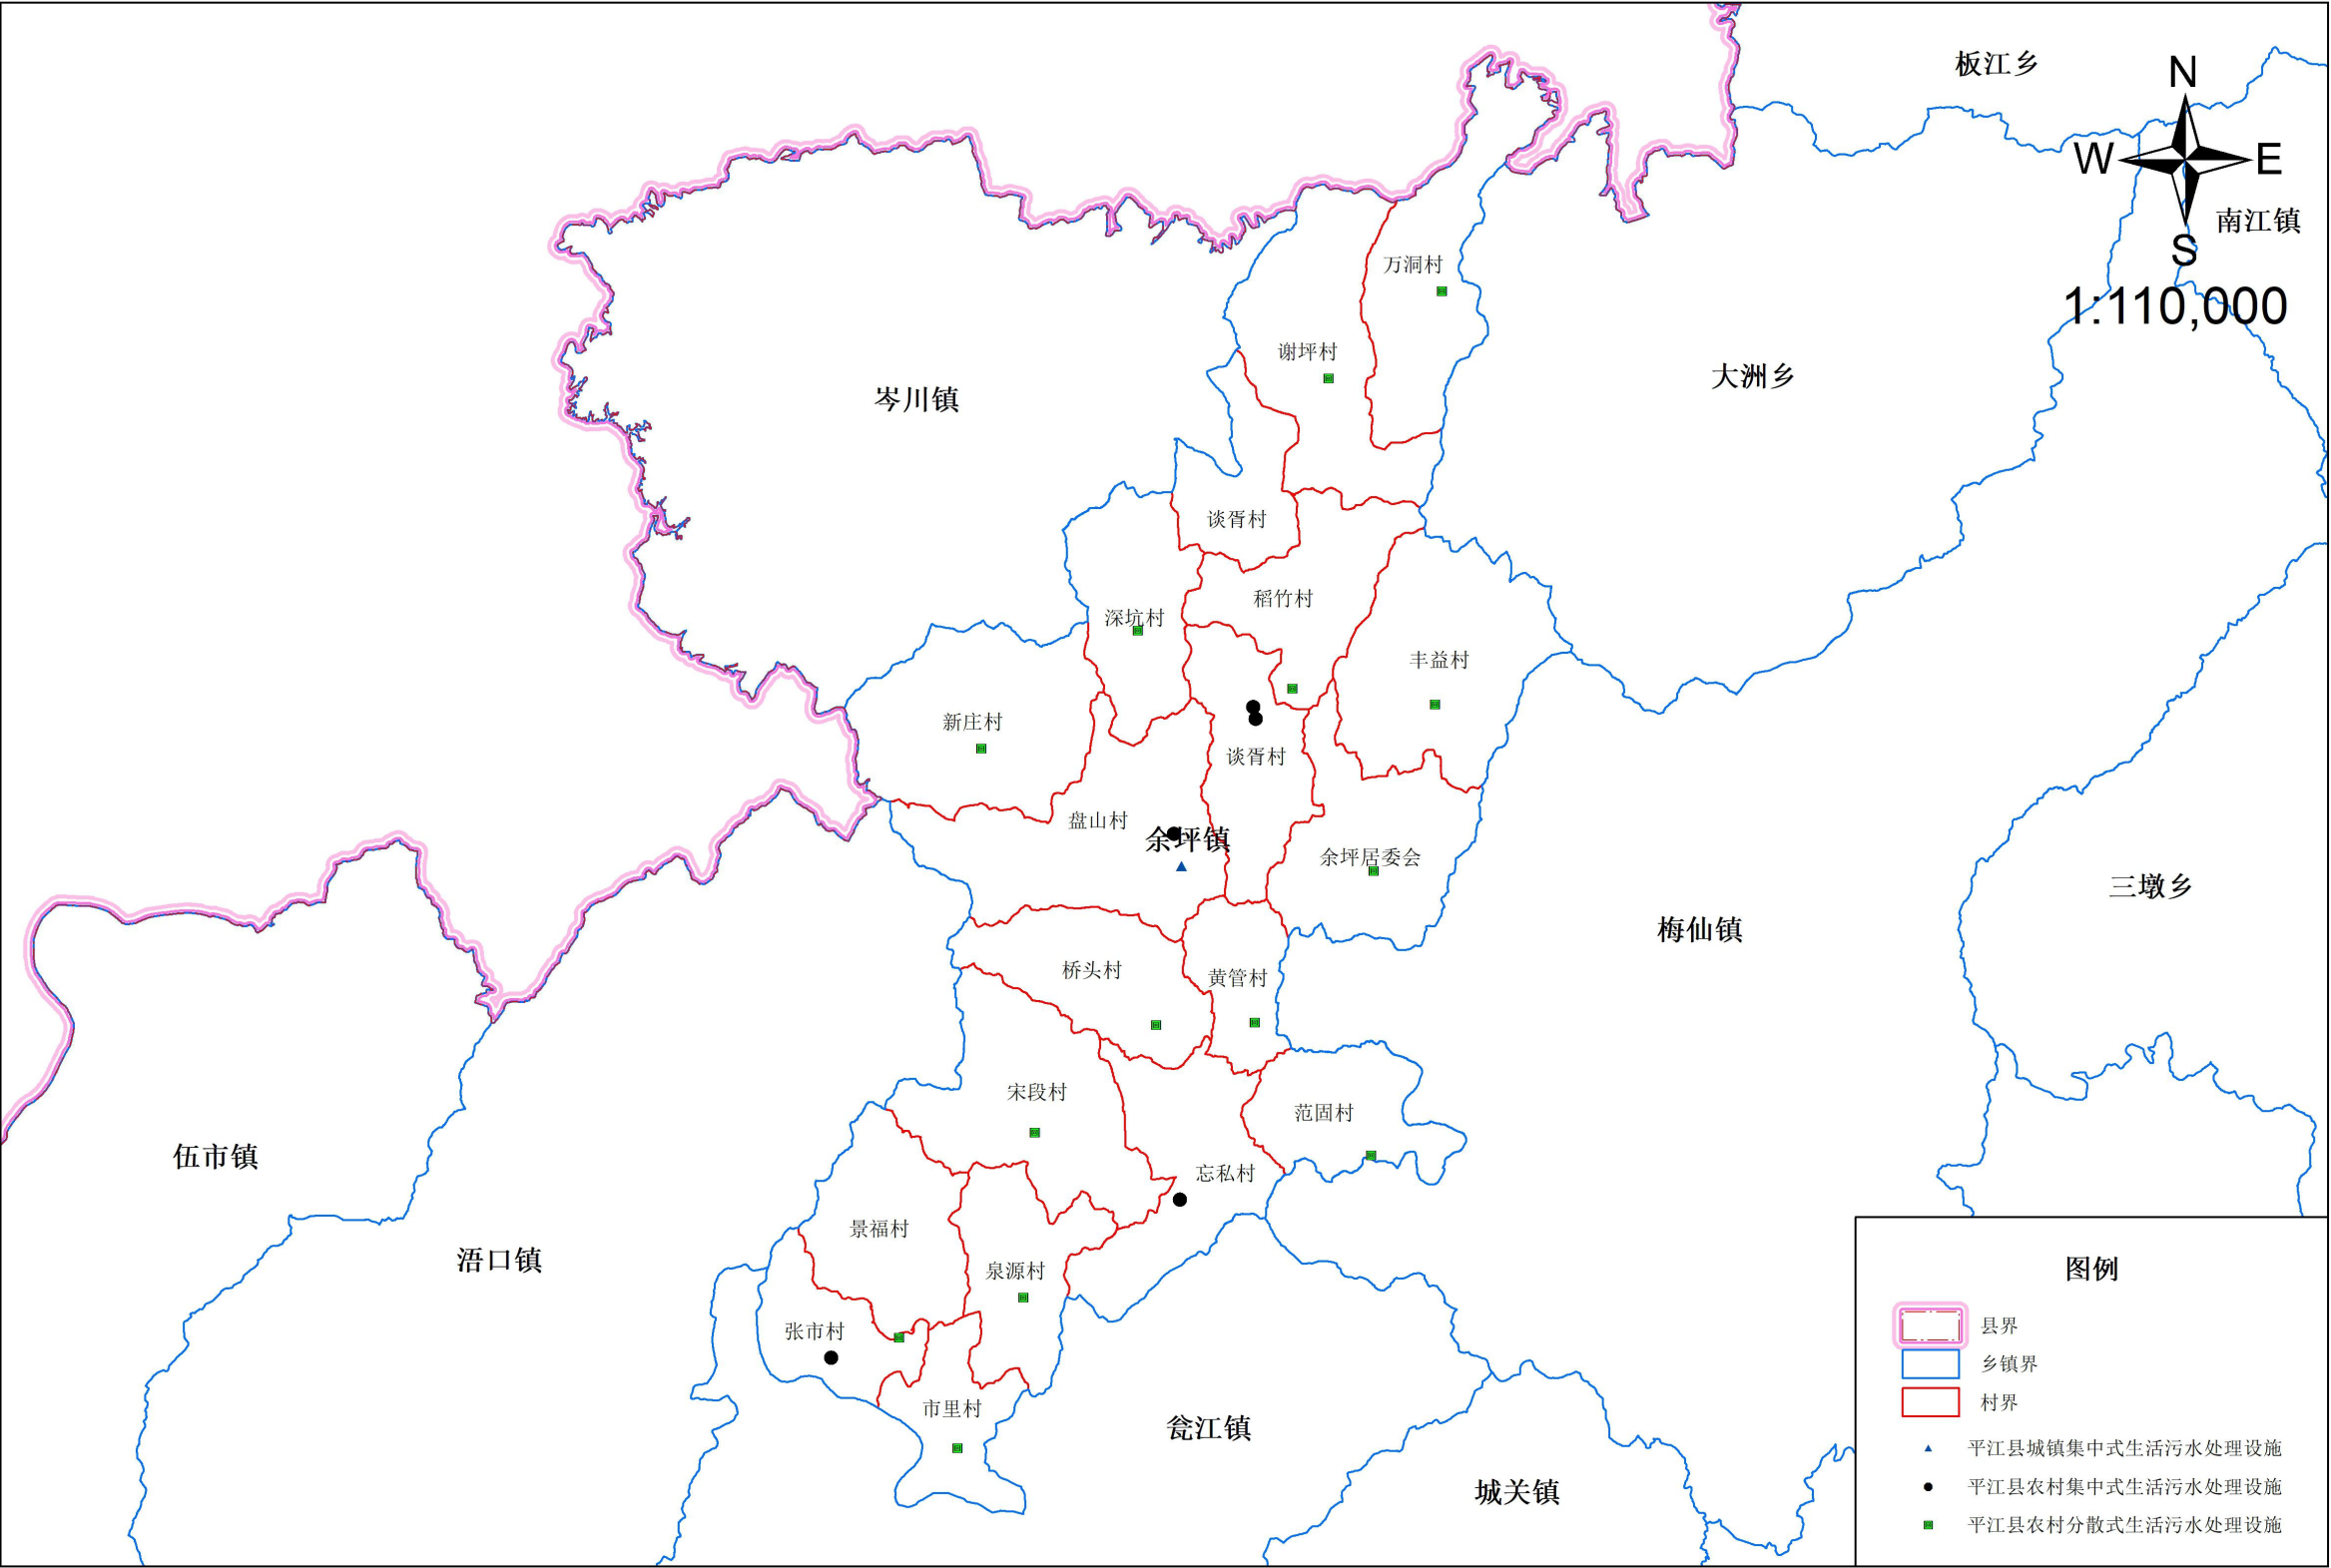 板江乡
N
W
E
S
南江镇
1:110,000
万洞村
谢坪村
大洲乡
岑川镇
谈胥村
稻竹村
深坑村
丰益村
新庄村
谈胥村
盘山村
余坪镇
余坪居委会
三墩乡
梅仙镇
桥头村
黄管村
宋段村
范固村
伍市镇
忘私村
景福村
浯口镇
泉源村
张市村
市里村
瓮江镇
城关镇
图例
县界
乡镇界
村界
平江县城镇集中式生活污水处理设施
平江县农村集中式生活污水处理设施
平江县农村分散式生活污水处理设施